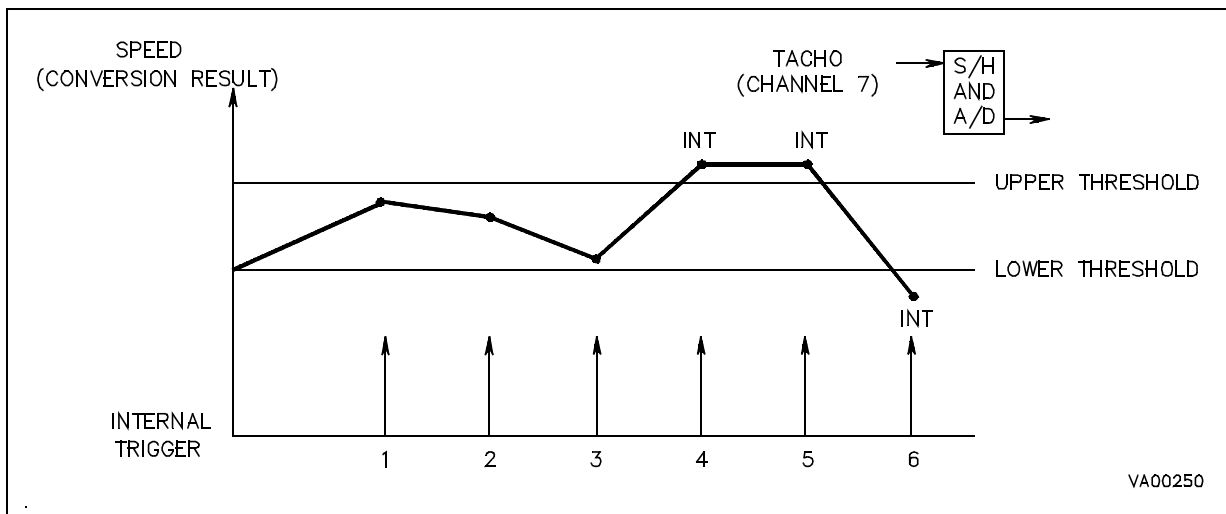 SPEED
(CONVERSION RESULT)
TACHO
(CHANNEL 7)
S/H
AND
A/D
INT
INT
UPPER THRESHOLD
LOWER THRESHOLD
INT
INTERNAL
TRIGGER
1 2 3 4 5 6
VA00250